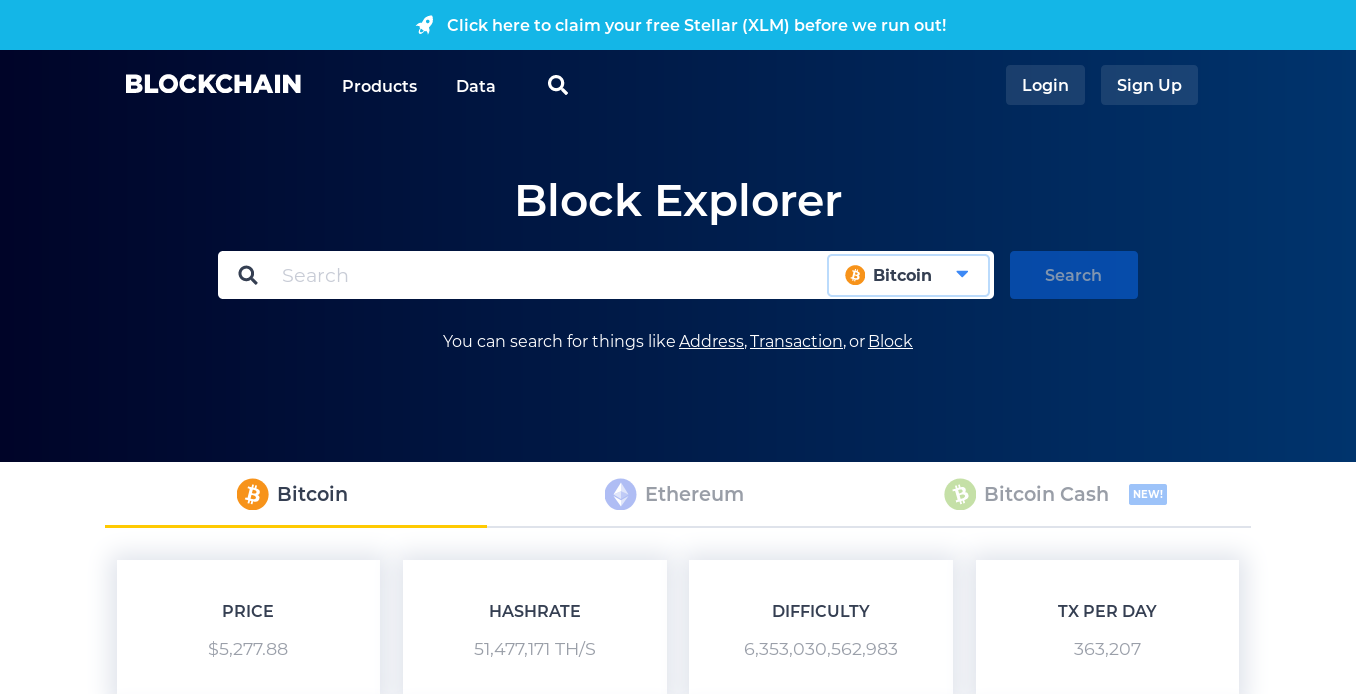 Click here to claim your free Stellar (XLM) before we run out!
BLOCKCHAIN Products Data Login Sign Up
Block Explorer
Search Bitcoin Search
You can search for things like Address, Transaction, or Block
Bitcoin Ethereum Bitcoin Cash NEW!
PRICE HASHRATE DIFFICULTY TX PER DAY
$5,277.88 51,477,171 TH/S 6,353,030,562,983 363,207